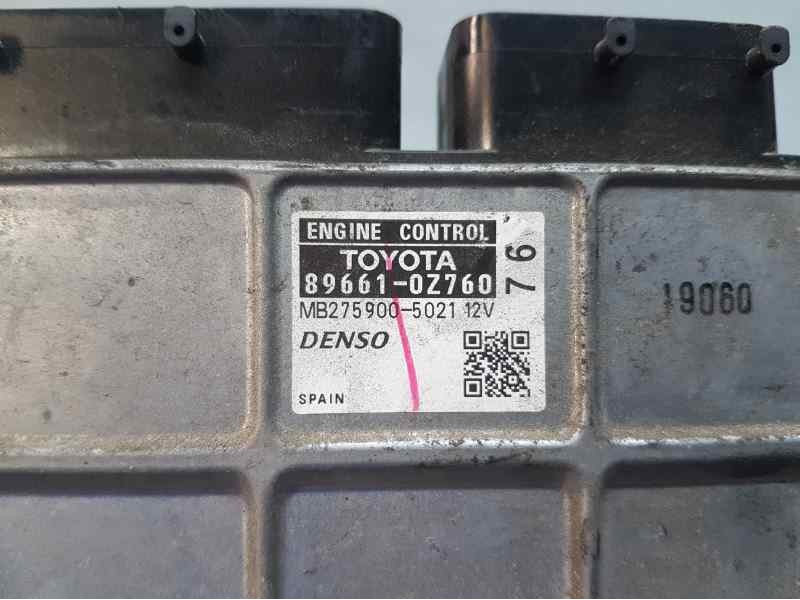 ENGINE CONTROL
TOYOTA
89661-0Z760
76
MB275900-5021 12V
DENSO
SPAIN
19060